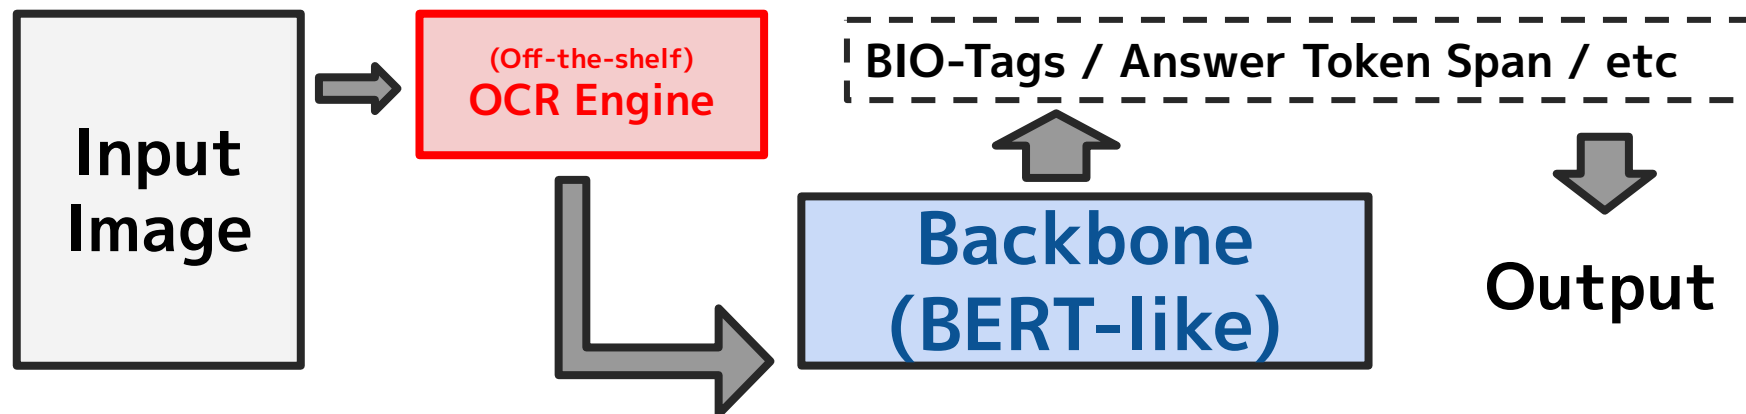 Input
Image
(Off-the-shelf)
OCR Engine
BIO-Tags / Answer Token Span / etc
Backbone
(BERT-like)
Output